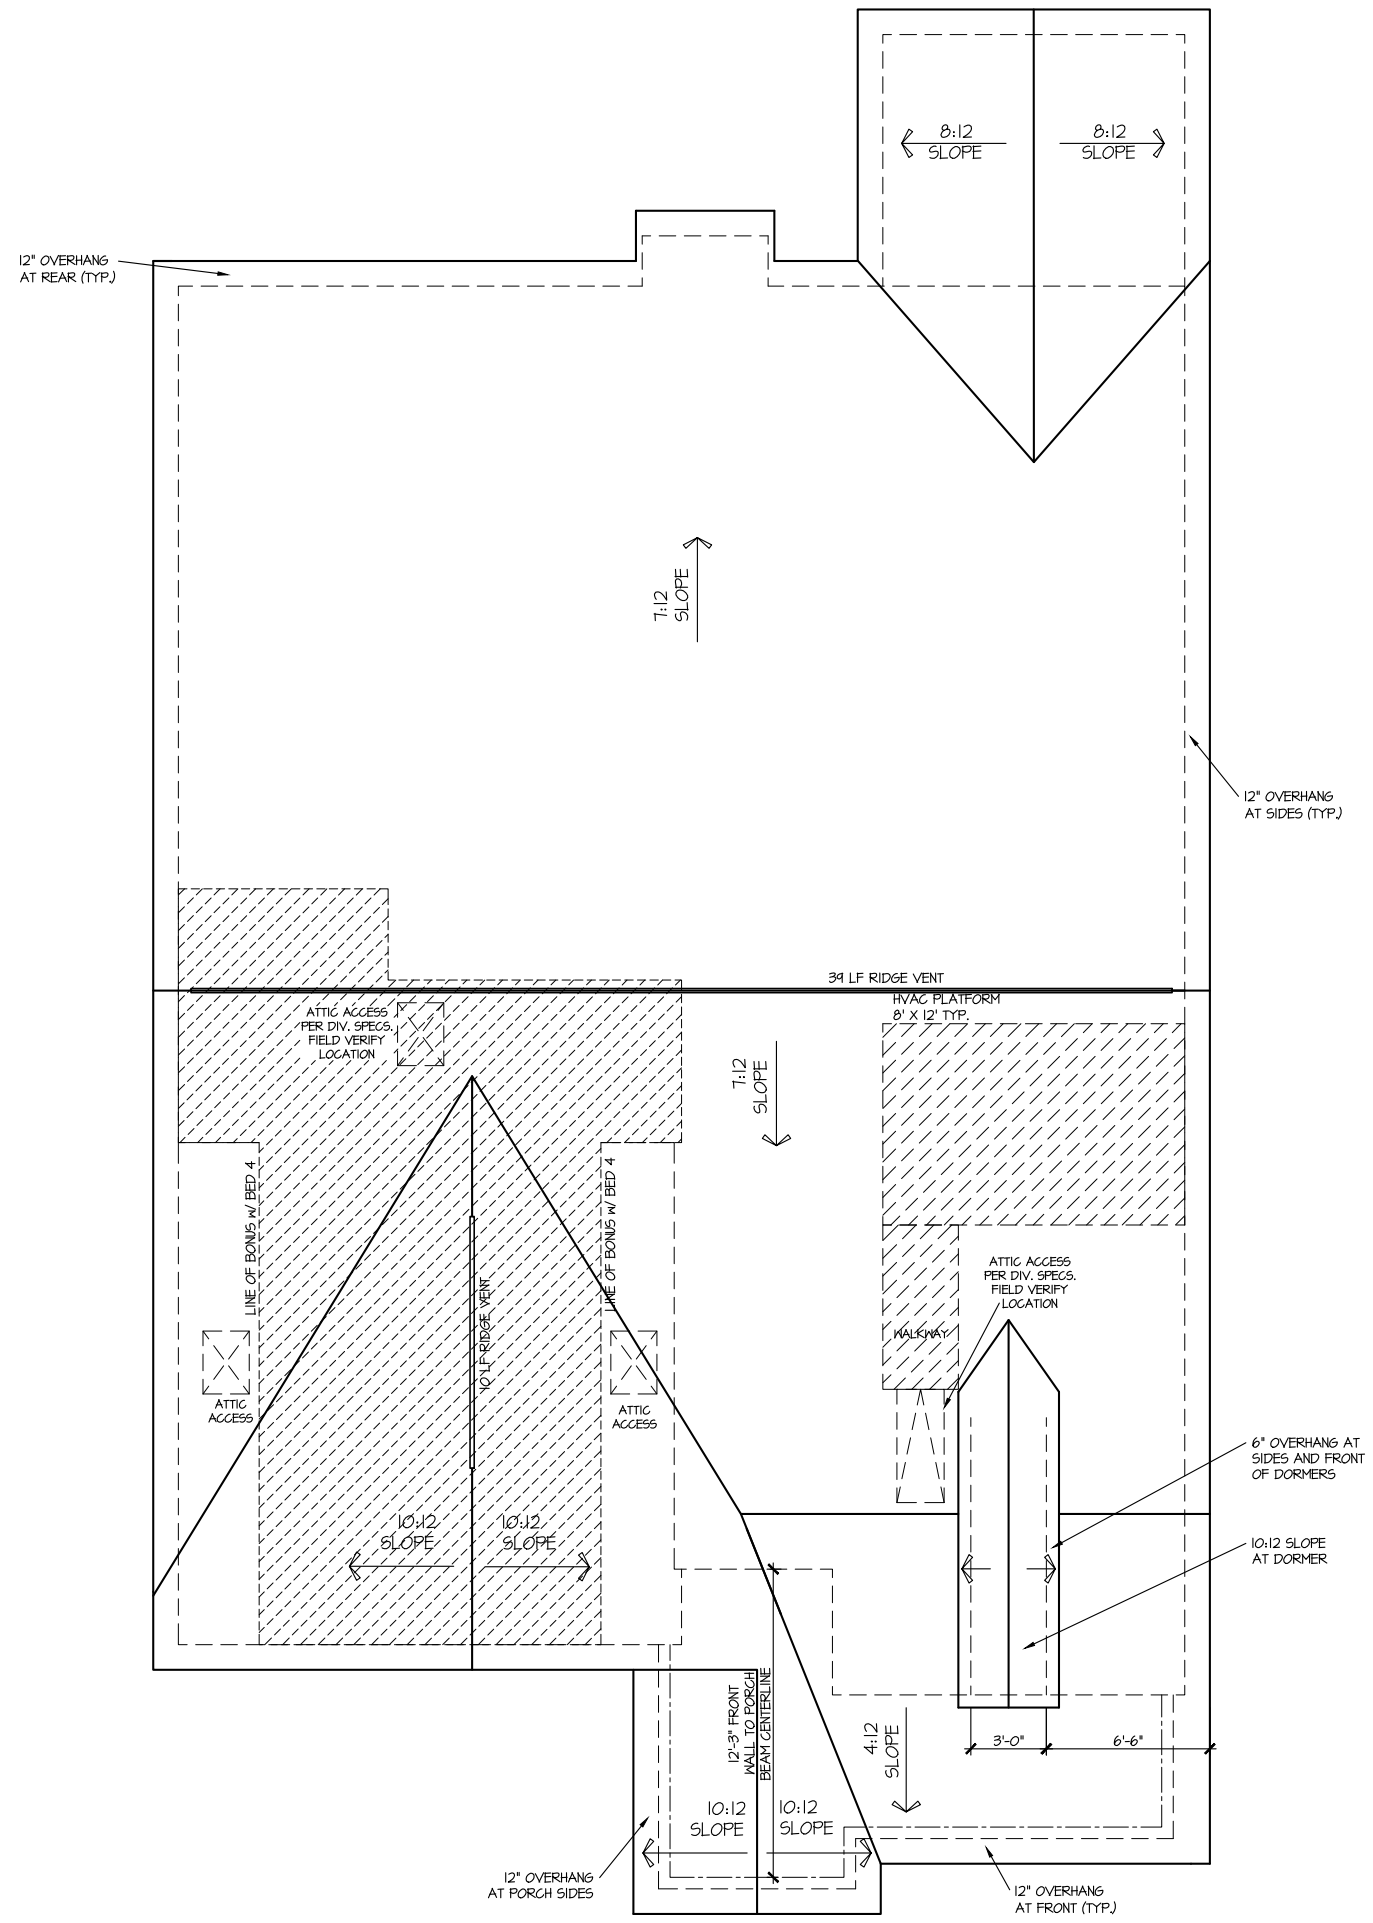 8:12
SLOPE
8:12
SLOPE
12" OVERHANG
AT REAR (TYP.)
7:12
SLOPE
12" OVERHANG
AT SIDES (TYP.)
39 LF RIDGE VENT
HVAC PLATFORM
8' X 12' TYP.
ATTIC ACCESS
PER DIV. SPECS.
FIELD VERIFY
LOCATION
7:12
SLOPE
LINE OF BONUS W/ BED 4
LINE OF BONUS W/ BED 4
10 LF RIDGE VENT
ATTIC ACCESS
PER DIV. SPECS.
FIELD VERIFY
LOCATION
WALKWAY
ATTIC
ACCESS
ATTIC
ACCESS
6" OVERHANG AT
SIDES AND FRONT
OF DORMERS
10:12
SLOPE
10:12
SLOPE
10:12 SLOPE
AT DORMER
12'-3" FRONT
WALL TO PORCH
BEAM CENTERLINE
4:12
SLOPE
3'-0"
6'-6"
10:12
SLOPE
10:12
SLOPE
12" OVERHANG
AT PORCH SIDES
12" OVERHANG
AT FRONT (TYP.)